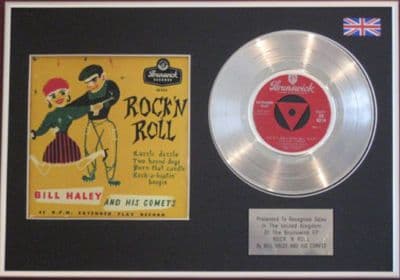 Brunswick
RECORDS
ROCK'N
ROLL
Razzle dazzle
Two hound dogs
Burn that candle
Rock-a-beatin'
boogie
BILL HALEY
AND HIS COMETS
45 R.P.M. EXTENDED PLAY RECORD
Brunswick
Presented To Recognise Sales
In The United Kingdom
Of The Brunswick EP
ROCK 'N ROLL
By BILL HALEY AND HIS COMETS